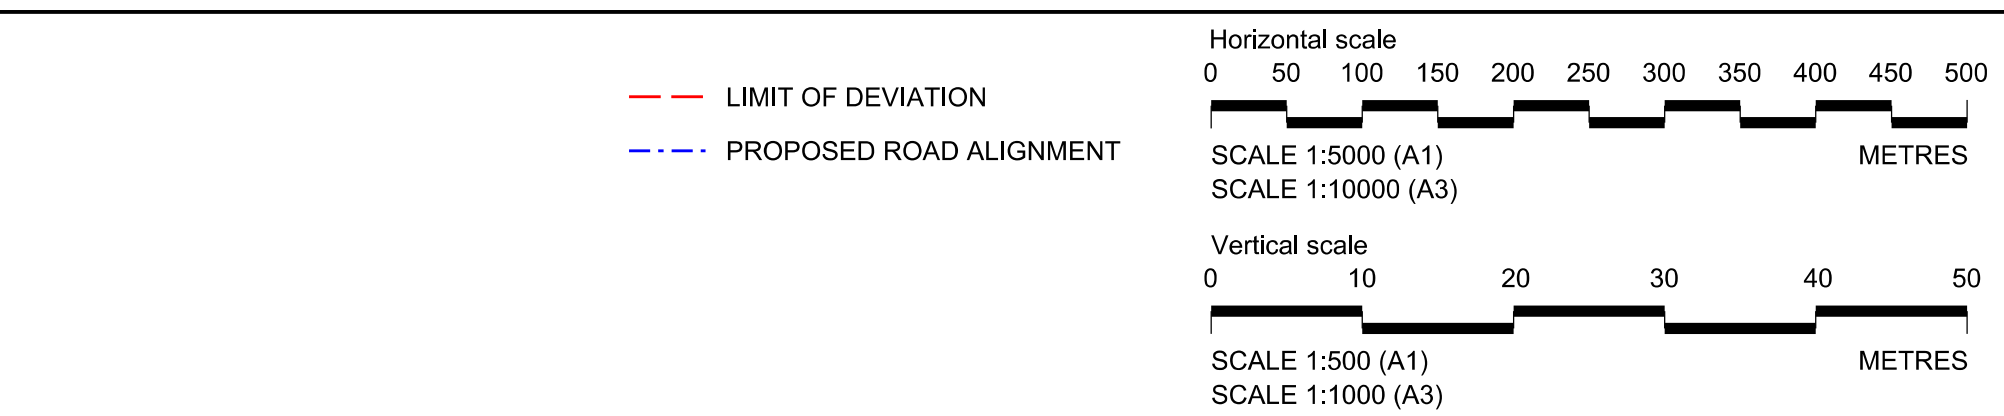 LIMIT OF DEVIATION
PROPOSED ROAD ALIGNMENT
Horizontal scale
0 50 100 150 200 250 300 350 400 450 500
SCALE 1:5000 (A1) METRES
SCALE 1:10000 (A3)
Vertical scale
0 10 20 30 40 50
SCALE 1:500 (A1) METRES
SCALE 1:1000 (A3)